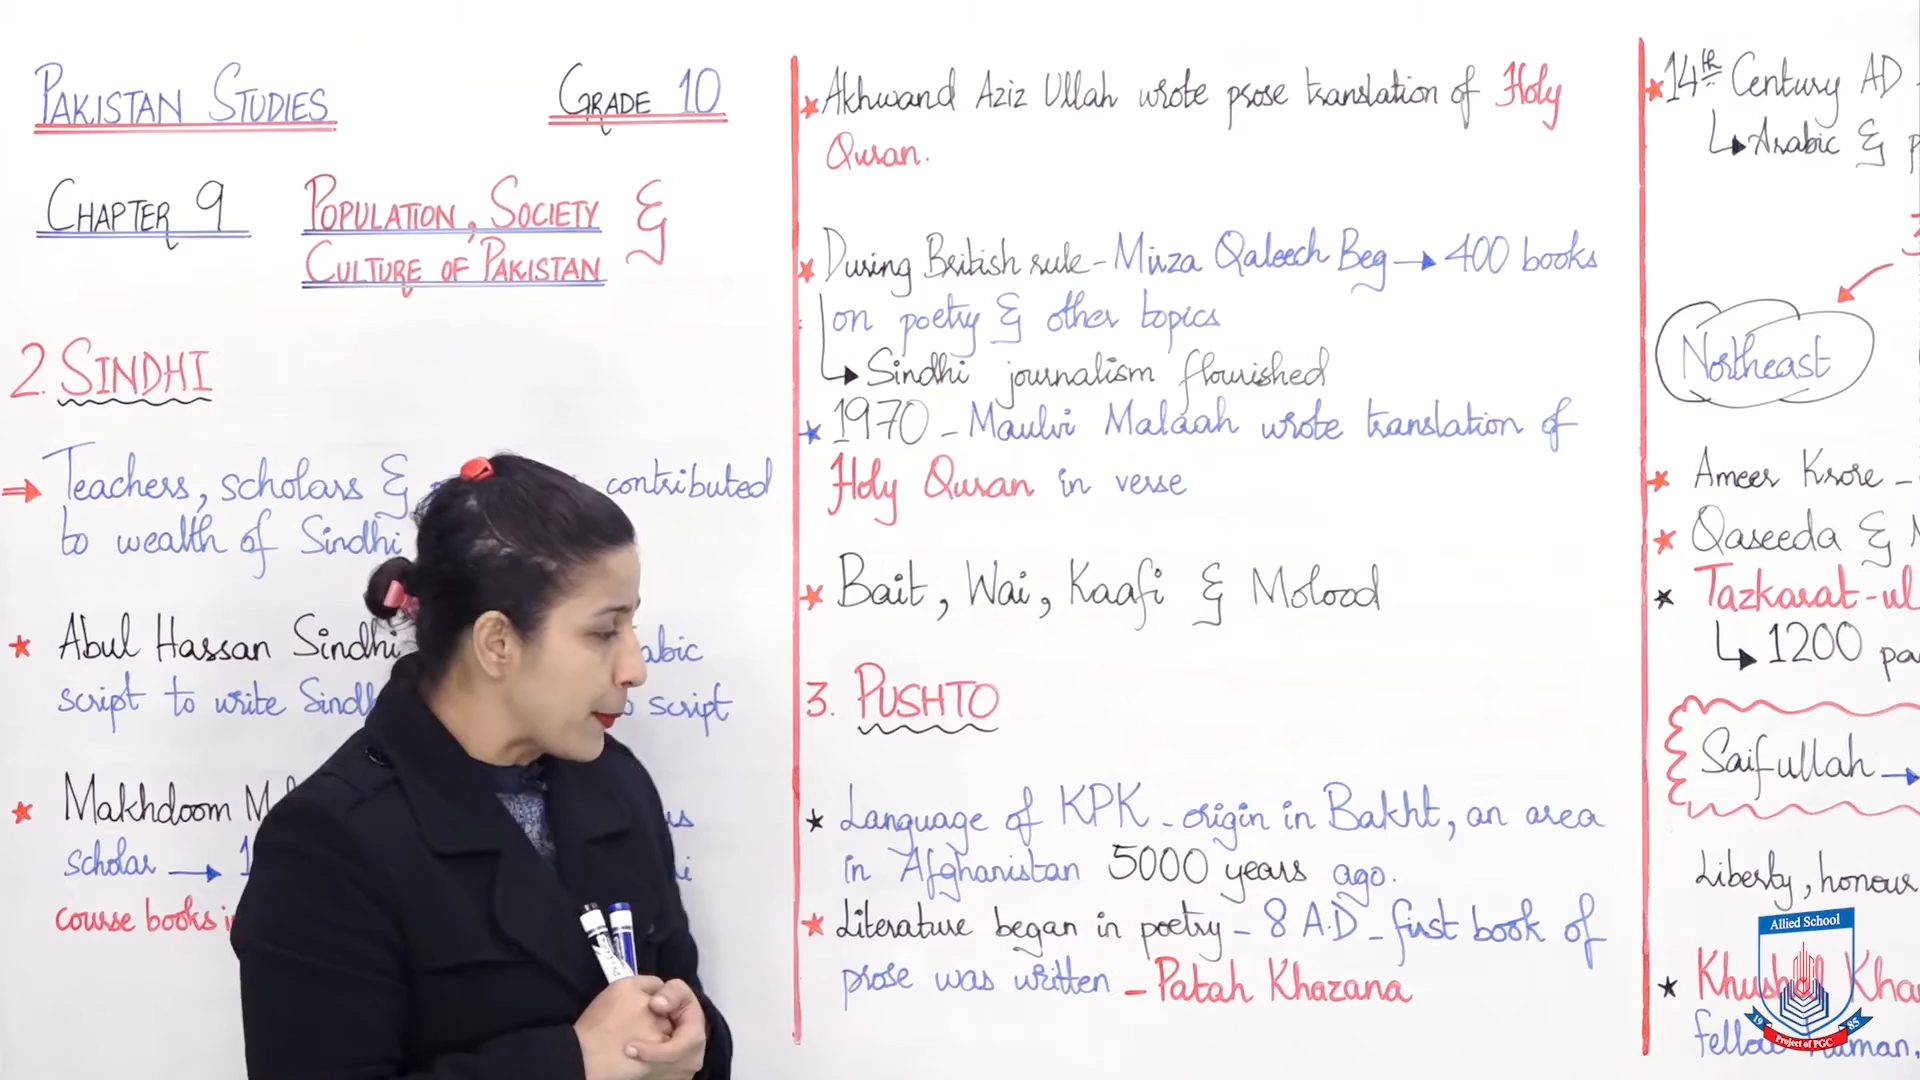 PAKISTAN STUDIES GRADE 10
CHAPTER 9 POPULATION, SOCIETY &
CULTURE OF PAKISTAN
2. SINDHI
⇒ Teachers, scholars & contributed
to wealth of Sindhi
★ Abul Hassan Sindhi
script to write script
★ Makhdoom
scholar →
course books
★ Akhwand Aziz Ullah wrote prose translation of Holy
Quran.
★ During British rule - Mirza Qaleech Beg → 400 books
on poetry & other topics
↳ Sindhi journalism flourished
★ 1970 - Maulvi Malaah wrote translation of
Holy Quran in verse
★ Bait, Wai, Kaafi & Molood
3. PUSHTO
★ Language of KPK - origin in Bakht, an area
in Afghanistan 5000 years ago.
★ Literature began in poetry - 8 A.D - first book of
prose was written - Patah Khazana
★ 14th Century AD
↳ Arabic &
Northeast
★ Ameer Krore -
★ Qaseeda &
★ Tazkarat-ul
↳ 1200
Saifullah →
Liberty, honour
★ Khushal
Allied School
1985
Project of PGC